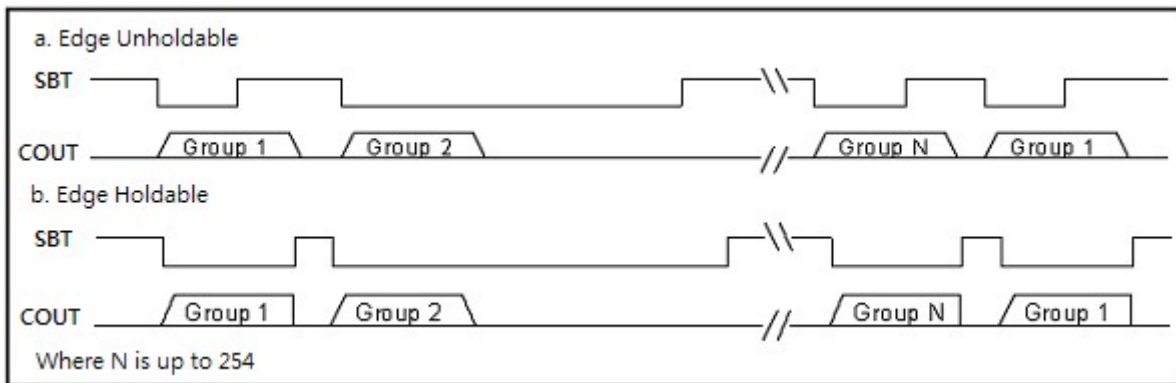 a. Edge Unholdable
SBT
COUT Group 1 Group 2 Group N Group 1
b. Edge Holdable
SBT
COUT Group 1 Group 2 Group N Group 1
Where N is up to 254